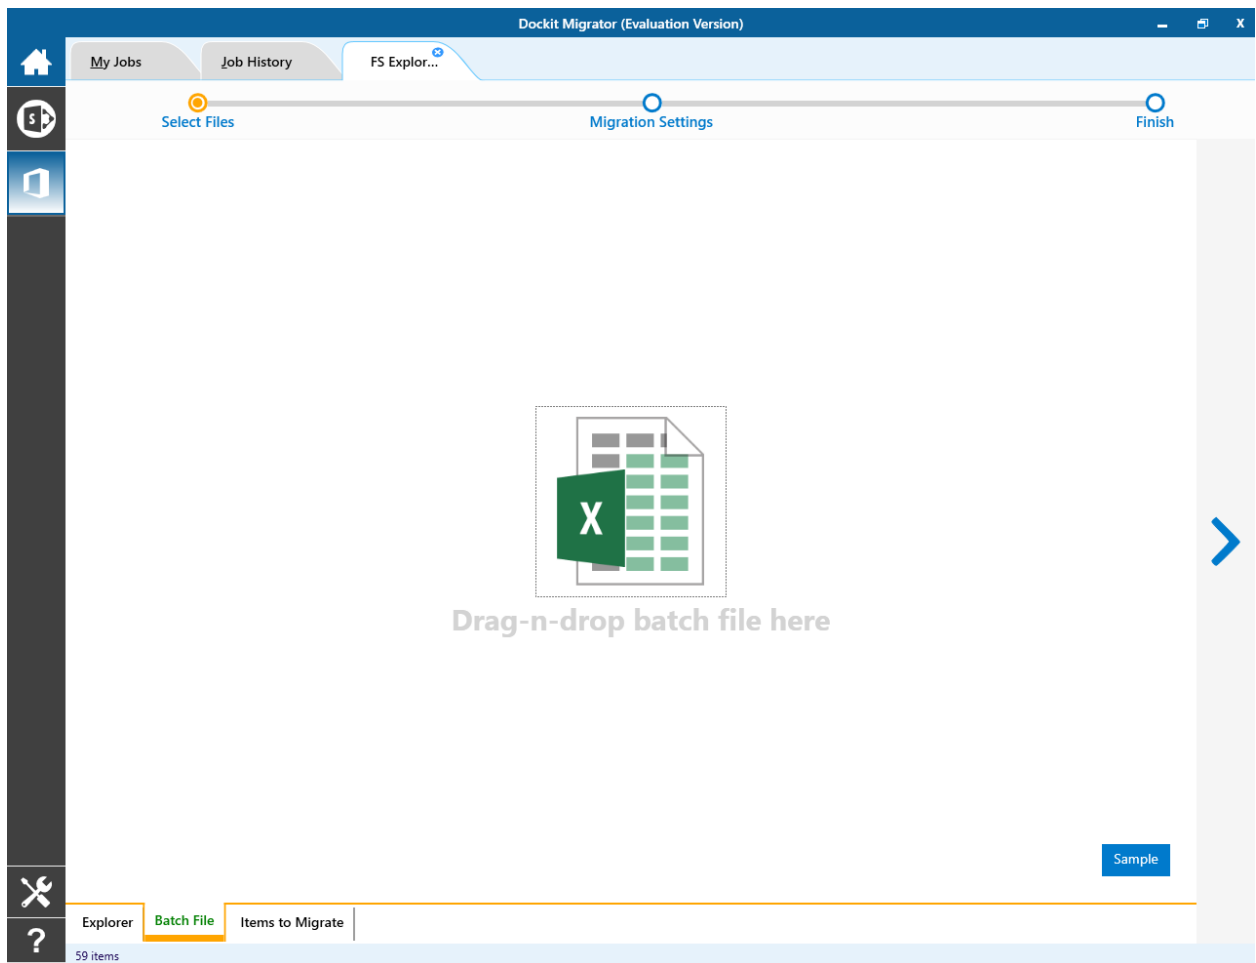 Dockit Migrator (Evaluation Version)
X
My Jobs
Job History
FS Explor...
S
Select Files
Migration Settings
Finish
X
Drag-n-drop batch file here
Sample
Explorer
Batch File
Items to Migrate
?
59 items